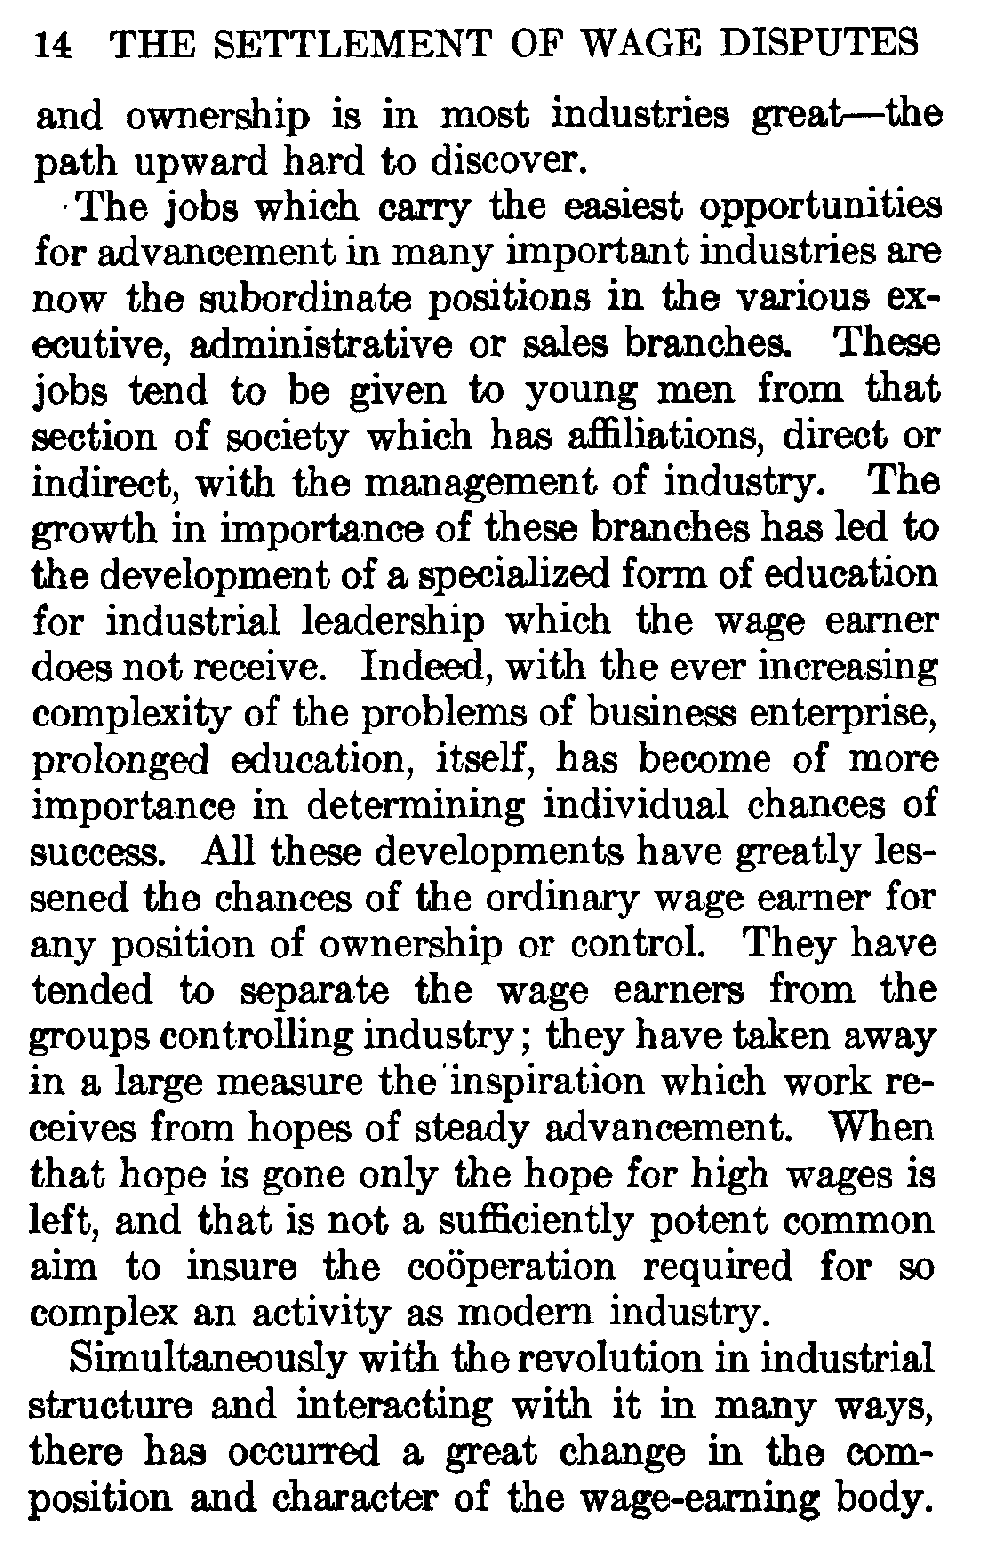 14 THE SETTLEMENT OF WAGE DISPUTES
and ownership is in most industries great—the
path upward hard to discover.
The jobs which carry the easiest opportunities
for advancement in many important industries are
now the subordinate positions in the various ex-
ecutive, administrative or sales branches. These
jobs tend to be given to young men from that
section of society which has affiliations, direct or
indirect, with the management of industry. The
growth in importance of these branches has led to
the development of a specialized form of education
for industrial leadership which the wage earner
does not receive. Indeed, with the ever increasing
complexity of the problems of business enterprise,
prolonged education, itself, has become of more
importance in determining individual chances of
success. All these developments have greatly les-
sened the chances of the ordinary wage earner for
any position of ownership or control. They have
tended to separate the wage earners from the
groups controlling industry; they have taken away
in a large measure the inspiration which work re-
ceives from hopes of steady advancement. When
that hope is gone only the hope for high wages is
left, and that is not a sufficiently potent common
aim to insure the coöperation required for so
complex an activity as modern industry.
Simultaneously with the revolution in industrial
structure and interacting with it in many ways,
there has occurred a great change in the com-
position and character of the wage-earning body.